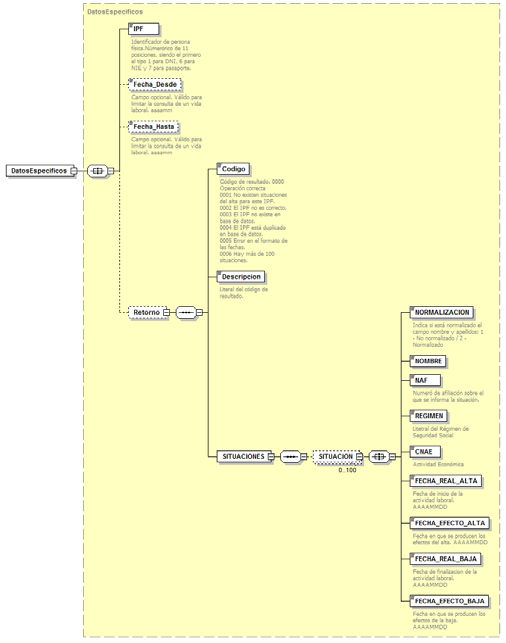 DatosEspecificos
DatosEspecificos
IPF
Identificador de persona
física.Númerorico de 11
posiciones, siendo el primero
el tipo 1 para DNI, 6 para
NIE y 7 para pasaporte.
Fecha_Desde
Campo opcional. Válido para
limitar la consulta de un vida
laboral. aaaamm
Fecha_Hasta
Campo opcional. Válido para
limitar la consulta de un vida
laboral. aaaamm
Retorno
Codigo
Código de resultado. 0000
Operación correcta
0001 No existen situaciones
del alta para este IPF.
0002 El IPF no es correcto.
0003 El IPF no existe en
base de datos.
0004 El IPF está duplicado
en base de datos.
0005 Error en el formato de
las fechas.
0006 Hay más de 100
situaciones.
Descripcion
Literal del código de
resultado.
SITUACIONES
SITUACION
0..100
NORMALIZACION
Indica si está normalizado el
campo nombre y apellidos: 1
- No normalizado / 2 -
Normalizado
NOMBRE
NAF
Numeró de afiliación sobre el
que se informa la situación.
REGIMEN
Literal del Régimen de
Seguridad Social
CNAE
Actividad Económica
FECHA_REAL_ALTA
Fecha de inicio de la
actividad laboral.
AAAAMMDD
FECHA_EFECTO_ALTA
Fecha en que se producen los
efectos del alta. AAAAMMDD
FECHA_REAL_BAJA
Fecha de finalizacion de la
actividad laboral.
AAAAMMDD
FECHA_EFECTO_BAJA
Fecha en que se producen los
efectos de la baja.
AAAAMMDD